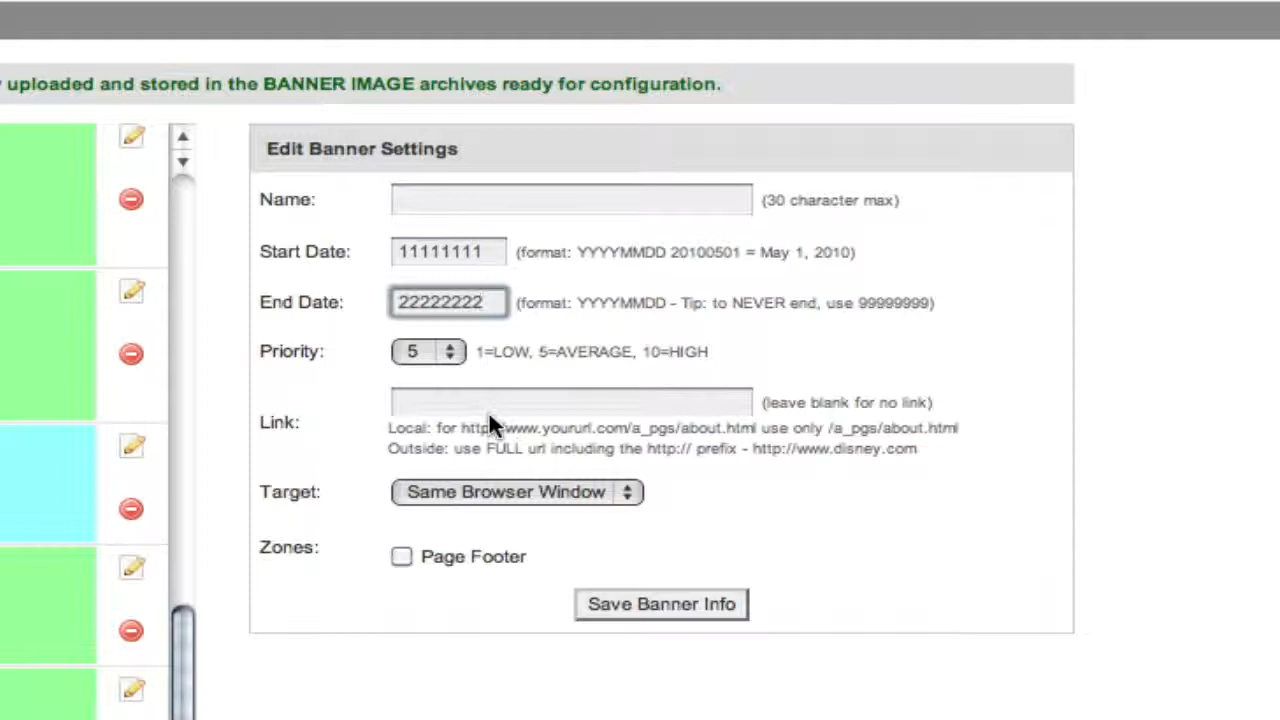 uploaded and stored in the BANNER IMAGE archives ready for configuration.
Edit Banner Settings
Name: (30 character max)
Start Date: 11111111 (format: YYYYMMDD 20100501 = May 1, 2010)
End Date: 22222222 (format: YYYYMMDD - Tip: to NEVER end, use 99999999)
Priority: 5 1=LOW, 5=AVERAGE, 10=HIGH
Link: (leave blank for no link)
Local: for http://www.yoururl.com/a_pgs/about.html use only /a_pgs/about.html
Outside: use FULL url including the http:// prefix - http://www.disney.com
Target: Same Browser Window
Zones: Page Footer
Save Banner Info